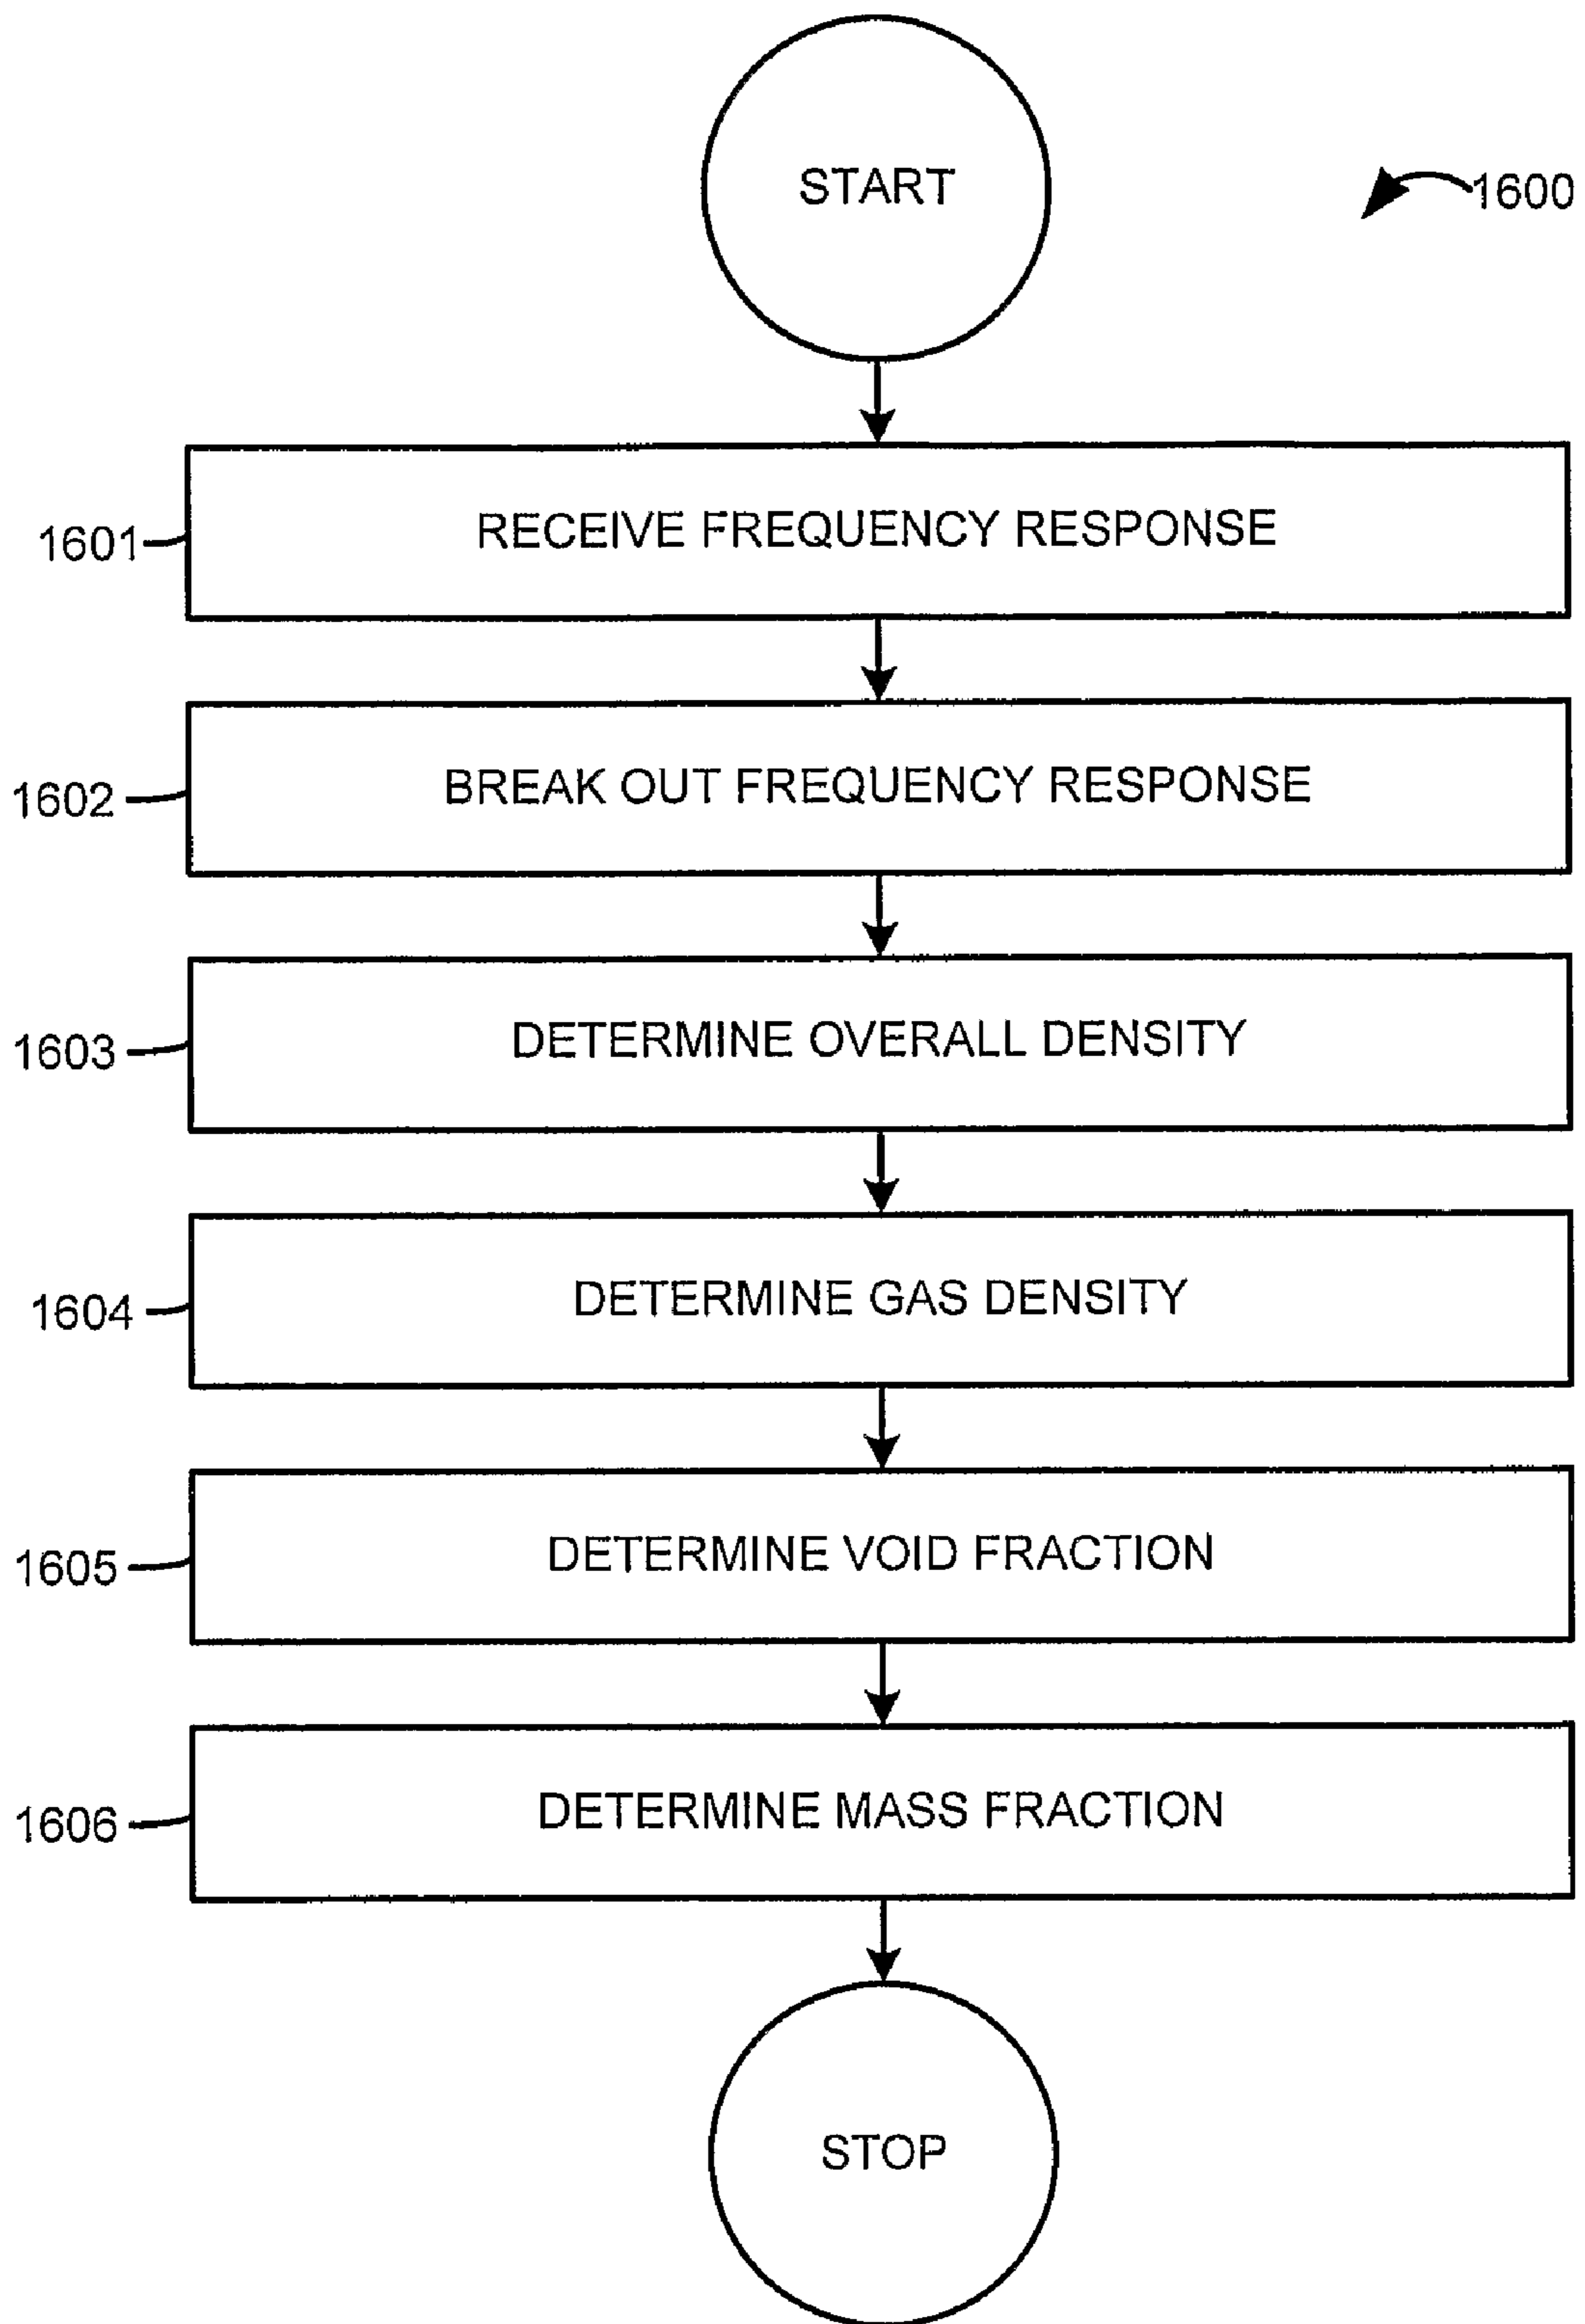 START
1600
RECEIVE FREQUENCY RESPONSE
1601
BREAK OUT FREQUENCY RESPONSE
1602
DETERMINE OVERALL DENSITY
1603
DETERMINE GAS DENSITY
1604
DETERMINE VOID FRACTION
1605
DETERMINE MASS FRACTION
1606
STOP